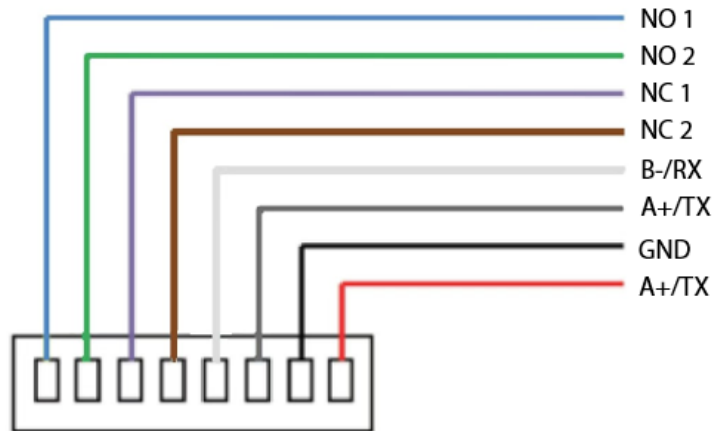 NO 1
NO 2
NC 1
NC 2
B-/RX
A+/TX
GND
A+/TX